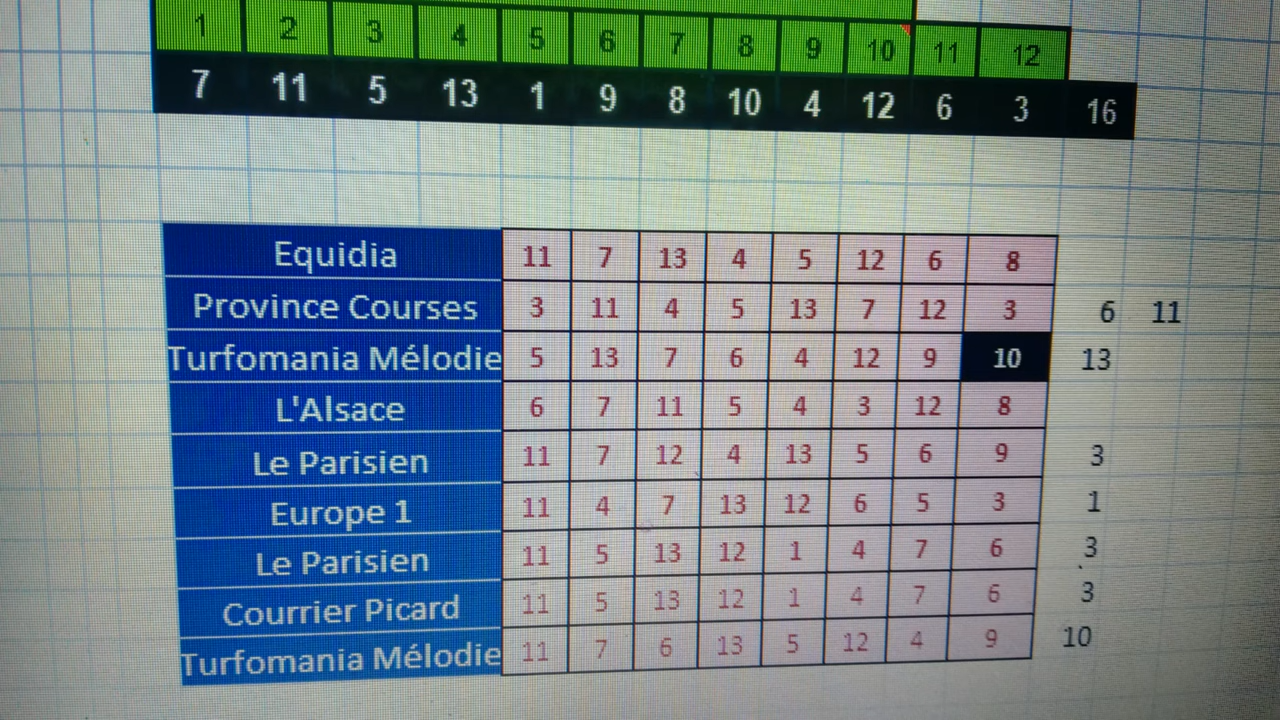 1 2 3 4 5 6 7 8 9 10 11 12
7 11 5 13 1 9 8 10 4 12 6 3 16
Equidia 11 7 13 4 5 12 6 8
Province Courses 3 11 4 5 13 7 12 3 6 11
Turfomania Mélodie 5 13 7 6 4 12 9 10 13
L'Alsace 6 7 11 5 4 3 12 8
Le Parisien 11 7 12 4 13 5 6 9 3
Europe 1 11 4 7 13 12 6 5 3 1
Le Parisien 11 5 13 12 1 4 7 6 3
Courrier Picard 11 5 13 12 1 4 7 6 3
Turfomania Mélodie 11 7 6 13 5 12 4 9 10